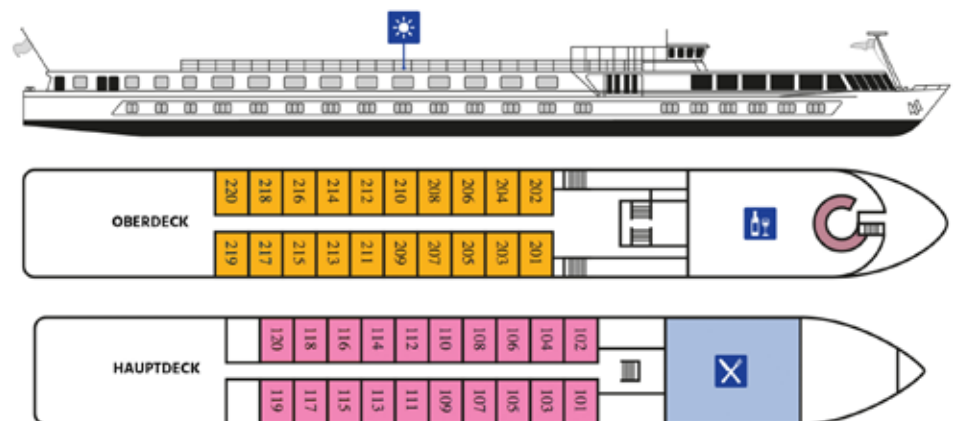 220 218 216 214 212 210 208 206 204 202
OBERDECK
219 217 215 213 211 209 207 205 203 201
120 118 116 114 112 110 108 106 104 102
HAUPTDECK
119 117 115 113 111 109 107 105 103 101